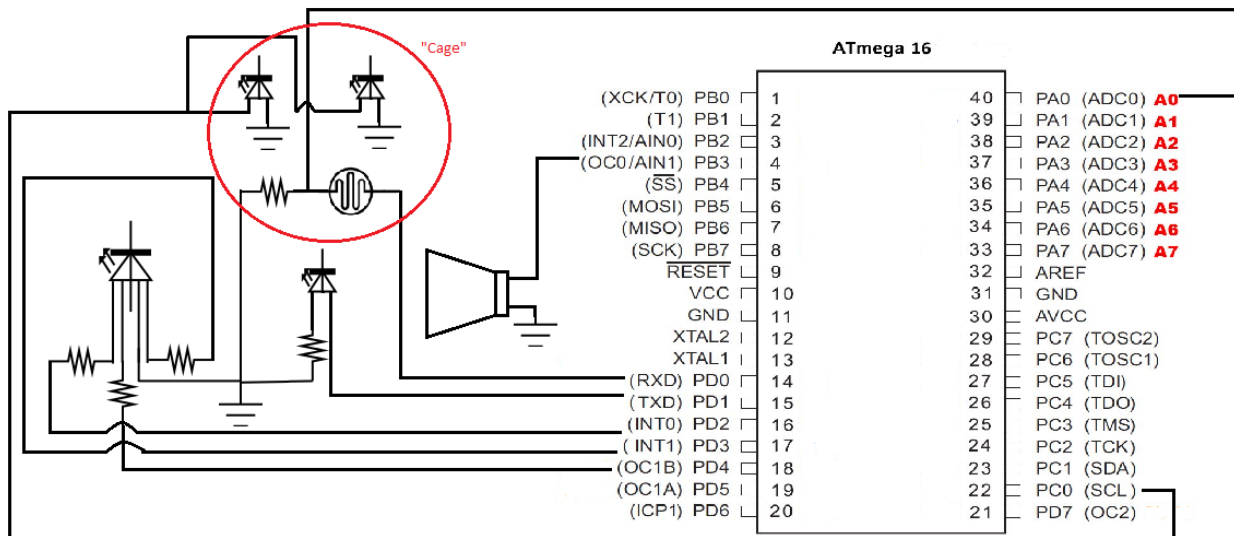 "Cage"
ATmega 16
(XCK/T0) PB0 1 40 PA0 (ADC0) A0
(T1) PB1 2 39 PA1 (ADC1) A1
(INT2/AIN0) PB2 3 38 PA2 (ADC2) A2
(OC0/AIN1) PB3 4 37 PA3 (ADC3) A3
(S̅S̅) PB4 5 36 PA4 (ADC4) A4
(MOSI) PB5 6 35 PA5 (ADC5) A5
(MISO) PB6 7 34 PA6 (ADC6) A6
(SCK) PB7 8 33 PA7 (ADC7) A7
R̅E̅S̅E̅T̅ 9 32 AREF
VCC 10 31 GND
GND 11 30 AVCC
XTAL2 12 29 PC7 (TOSC2)
XTAL1 13 28 PC6 (TOSC1)
(RXD) PD0 14 27 PC5 (TDI)
(TXD) PD1 15 26 PC4 (TDO)
(INT0) PD2 16 25 PC3 (TMS)
( INT1) PD3 17 24 PC2 (TCK)
(OC1B) PD4 18 23 PC1 (SDA)
(OC1A) PD5 19 22 PC0 (SCL)
(ICP1) PD6 20 21 PD7 (OC2)